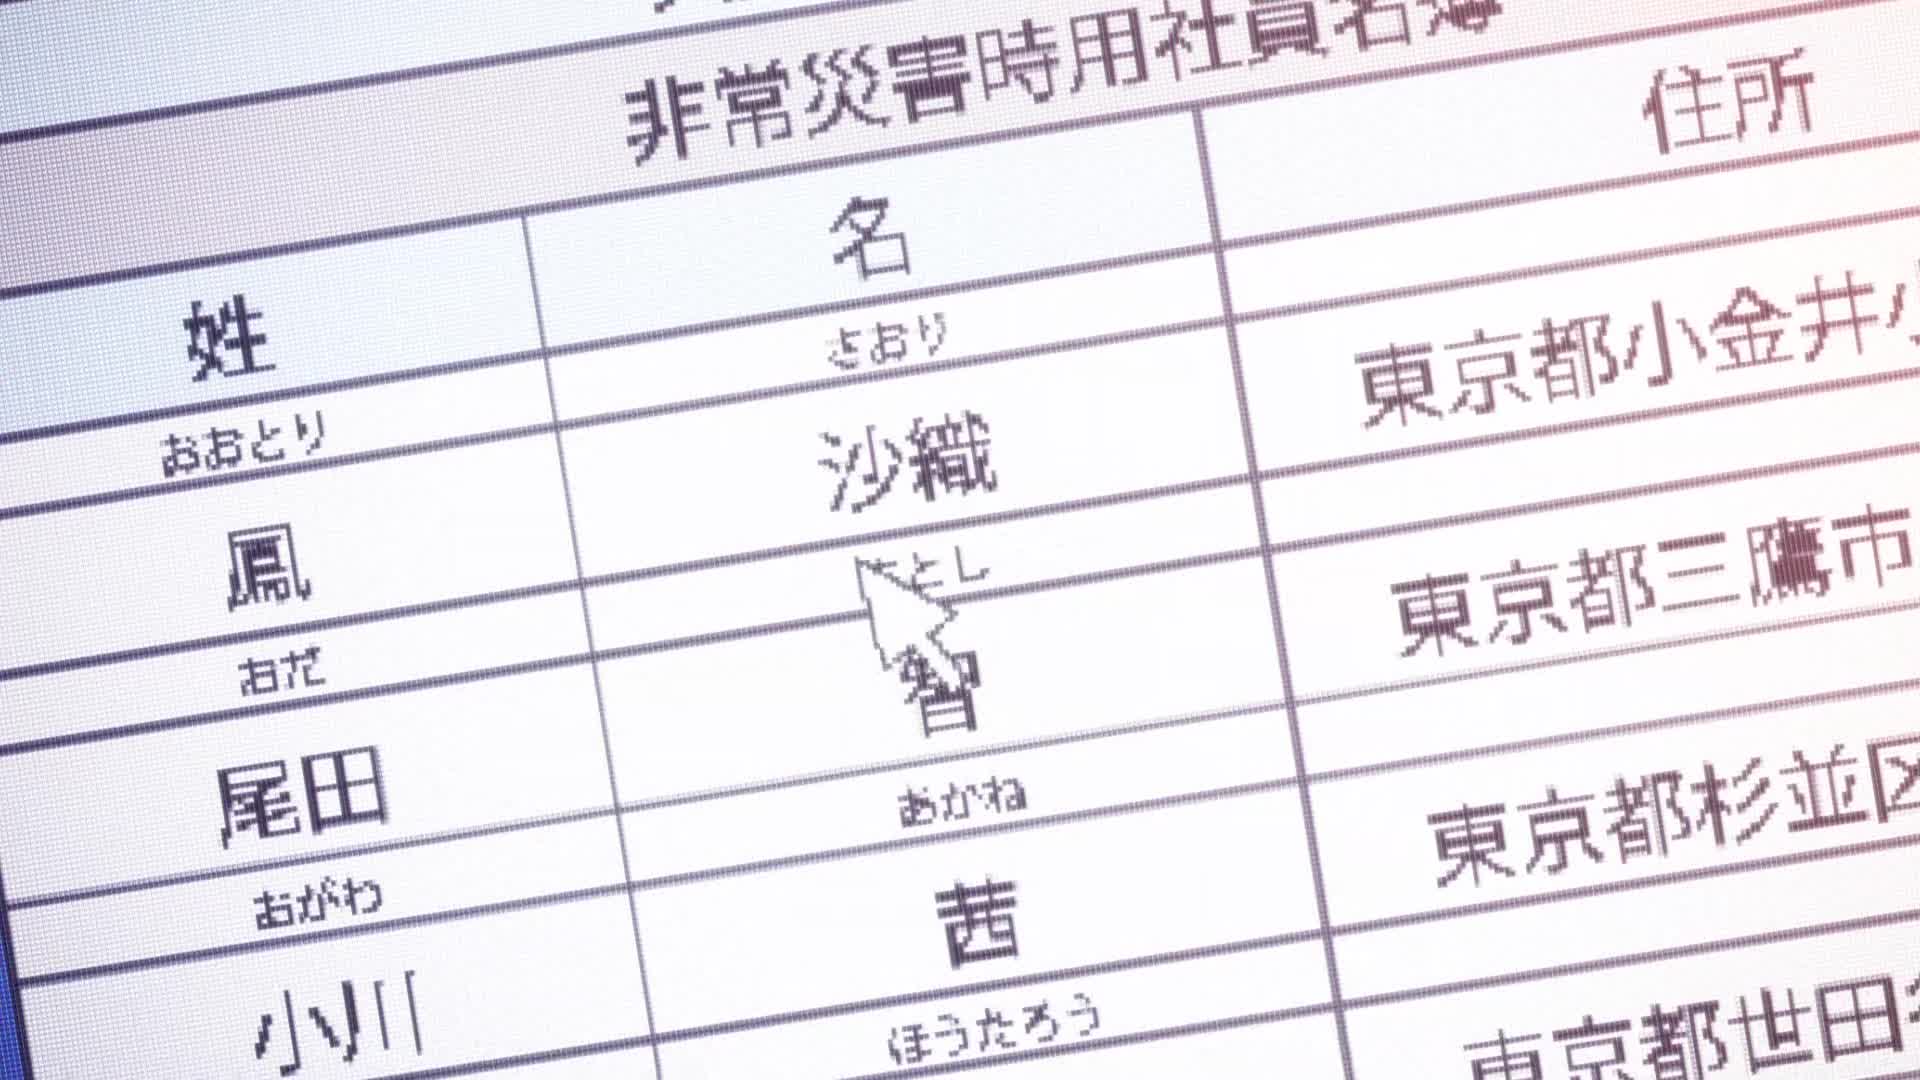 非常災害時用社員名簿
姓 名 住所
おおとり さおり
鳳 沙織 東京都小金井
おだ とし
尾田 智 東京都三鷹市
おがわ あかね
小川 茜 東京都杉並区
ほうたろう
東京都世田